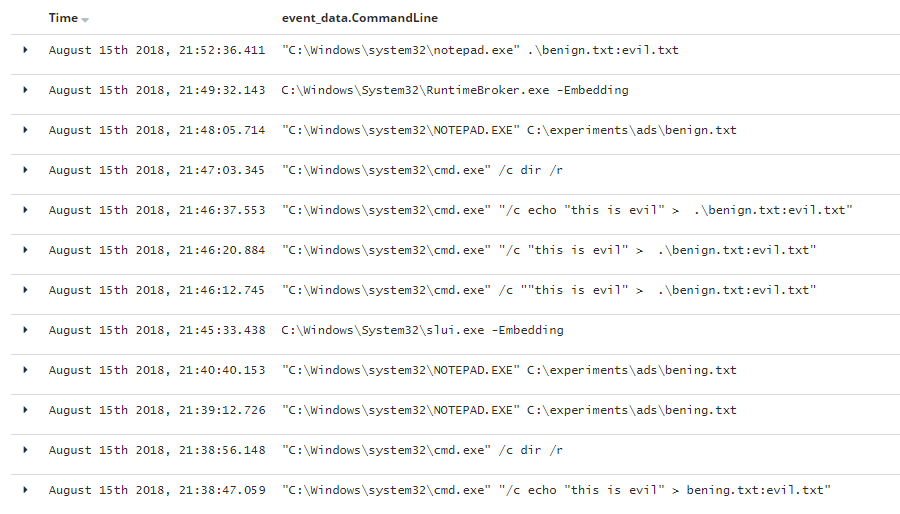 Time event_data.CommandLine
August 15th 2018, 21:52:36.411 "C:\Windows\system32\notepad.exe" .\benign.txt:evil.txt
August 15th 2018, 21:49:32.143 C:\Windows\System32\RuntimeBroker.exe -Embedding
August 15th 2018, 21:48:05.714 "C:\Windows\system32\NOTEPAD.EXE" C:\experiments\ads\benign.txt
August 15th 2018, 21:47:03.345 "C:\Windows\system32\cmd.exe" /c dir /r
August 15th 2018, 21:46:37.553 "C:\Windows\system32\cmd.exe" "/c echo "this is evil" >  .\benign.txt:evil.txt"
August 15th 2018, 21:46:20.884 "C:\Windows\system32\cmd.exe" "/c "this is evil" >  .\benign.txt:evil.txt"
August 15th 2018, 21:46:12.745 "C:\Windows\system32\cmd.exe" /c ""this is evil" >  .\benign.txt:evil.txt"
August 15th 2018, 21:45:33.438 C:\Windows\System32\slui.exe -Embedding
August 15th 2018, 21:40:40.153 "C:\Windows\system32\NOTEPAD.EXE" C:\experiments\ads\bening.txt
August 15th 2018, 21:39:12.726 "C:\Windows\system32\NOTEPAD.EXE" C:\experiments\ads\bening.txt
August 15th 2018, 21:38:56.148 "C:\Windows\system32\cmd.exe" /c dir /r
August 15th 2018, 21:38:47.059 "C:\Windows\system32\cmd.exe" "/c echo "this is evil" > bening.txt:evil.txt"